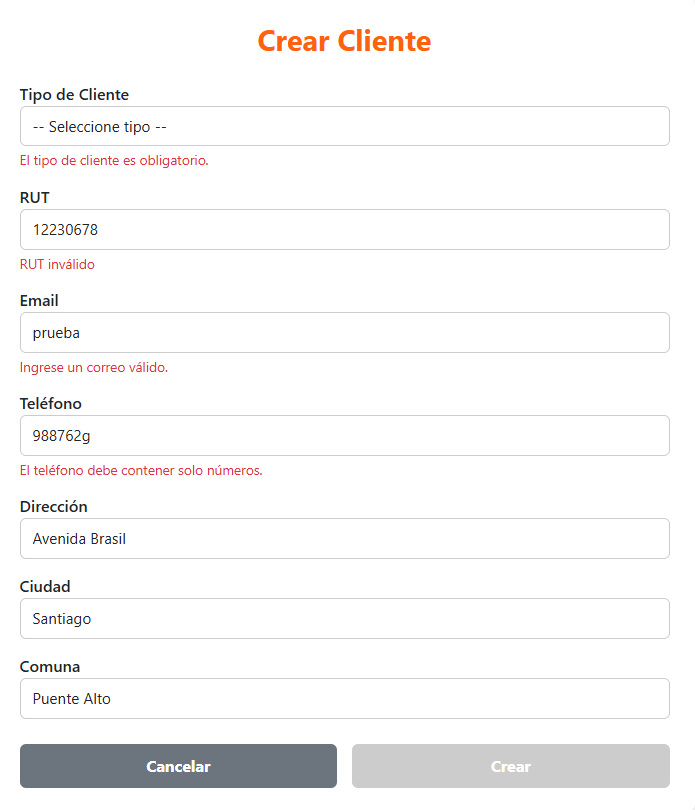 Crear Cliente
Tipo de Cliente
-- Seleccione tipo --
El tipo de cliente es obligatorio.
RUT
12230678
RUT inválido
Email
prueba
Ingrese un correo válido.
Teléfono
988762g
El teléfono debe contener solo números.
Dirección
Avenida Brasil
Ciudad
Santiago
Comuna
Puente Alto
Cancelar
Crear